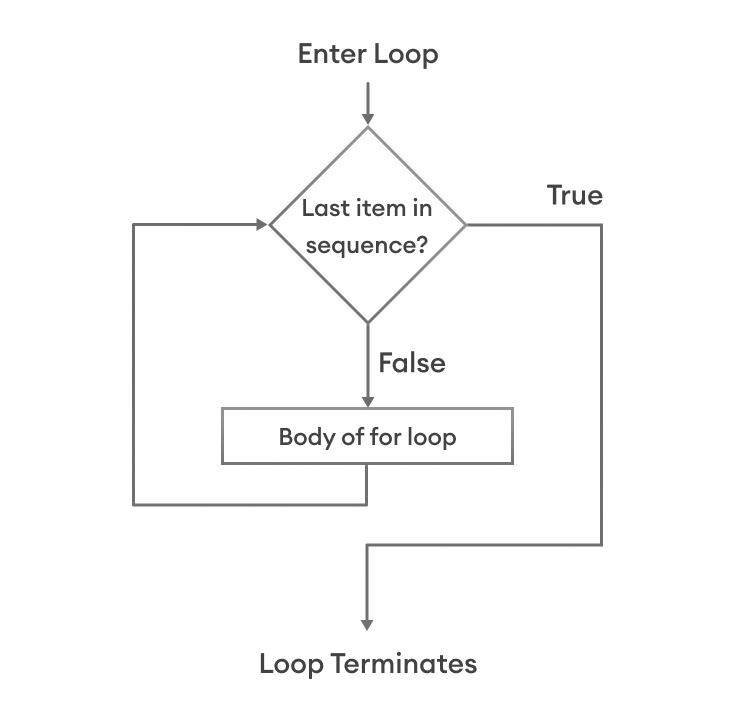 Enter Loop
True
Last item in
sequence?
False
Body of for loop
Loop Terminates